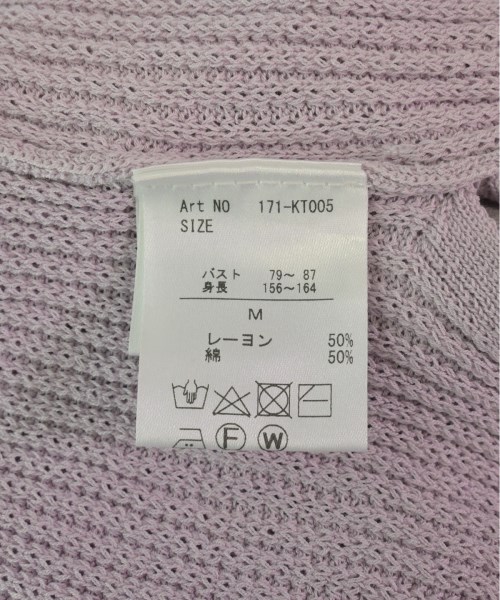 Art NO 171-KT005
SIZE
バスト 79〜 87
身長 156〜164
M
レーヨン 50%
綿 50%
F W